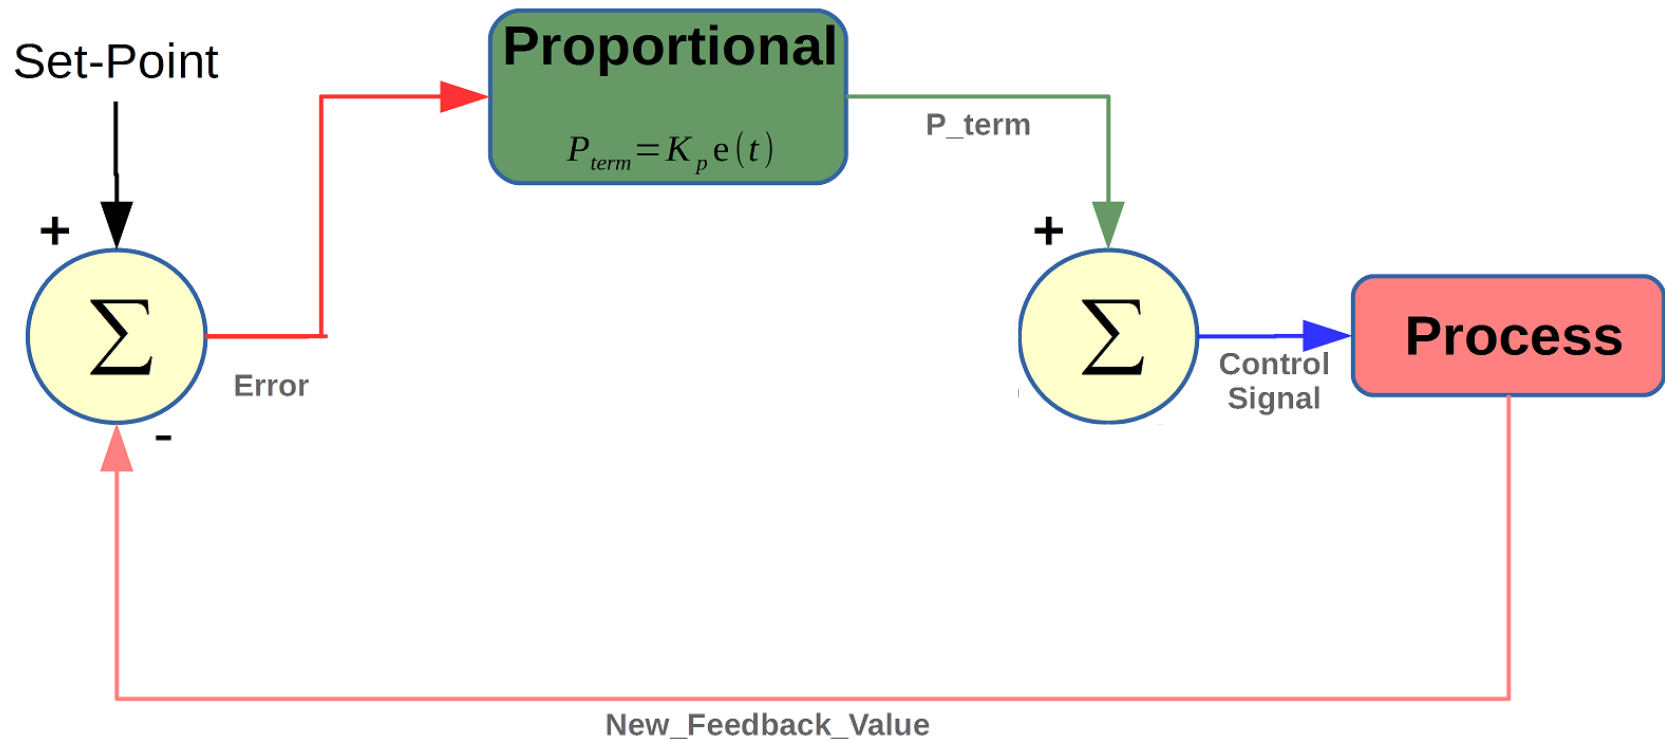 Set-Point
+
∑
-
Error
Proportional
P_term = K_p e(t)
P_term
+
∑
Control
Signal
Process
New_Feedback_Value